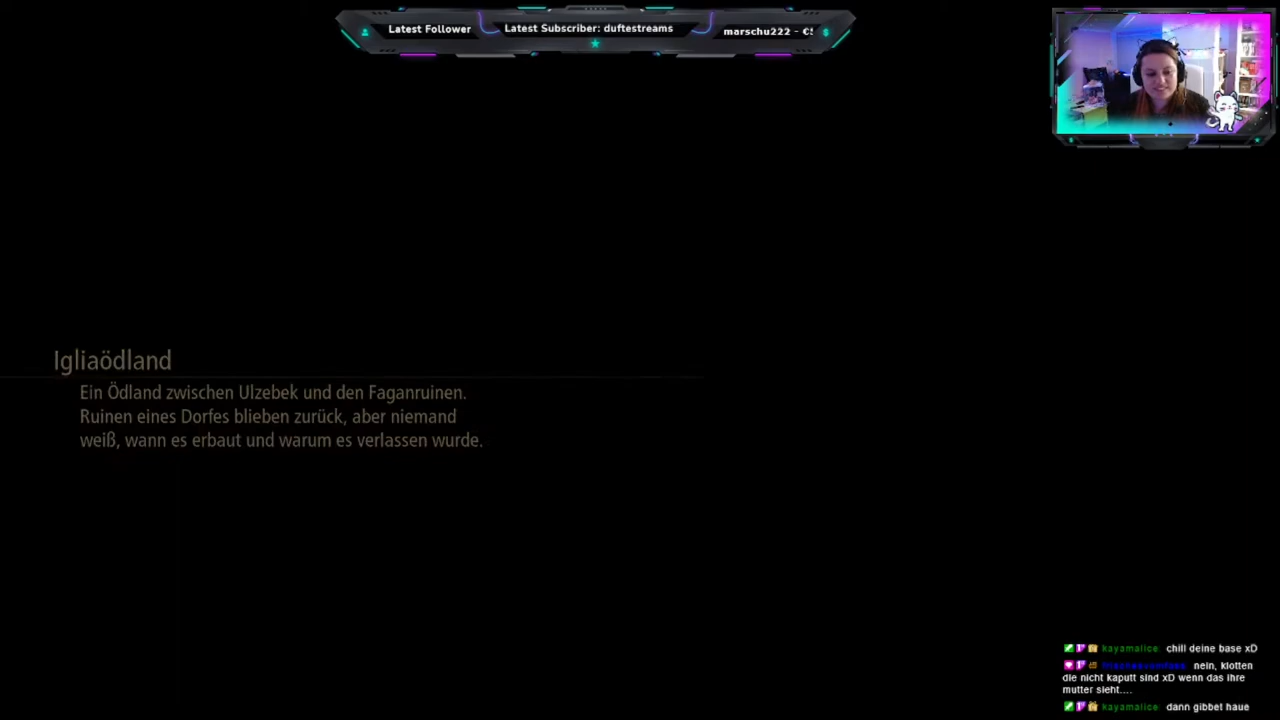 Latest Follower
Latest Subscriber: duftestreams
marschu222 - €5
Igliaödland
Ein Ödland zwischen Ulzebek und den Faganruinen.
Ruinen eines Dorfes blieben zurück, aber niemand
weiß, wann es erbaut und warum es verlassen wurde.
kayamalice chill deine base xD
nein, klotten
die nicht kaputt sind xD wenn das ihre
mutter sieht....
kayamalice dann gibbet haue